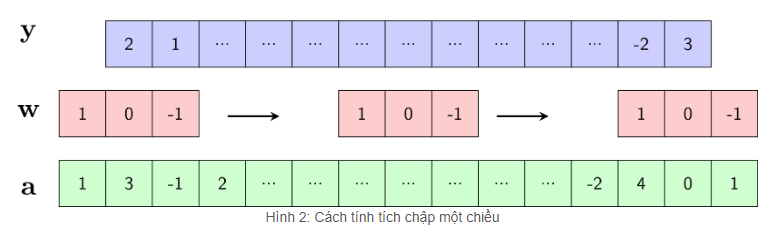 y 2 1 ... ... ... ... ... ... ... ... ... -2 3
w 1 0 -1 → 1 0 -1 → 1 0 -1
a 1 3 -1 2 ... ... ... ... ... ... ... -2 4 0 1
Hình 2: Cách tính tích chập một chiều